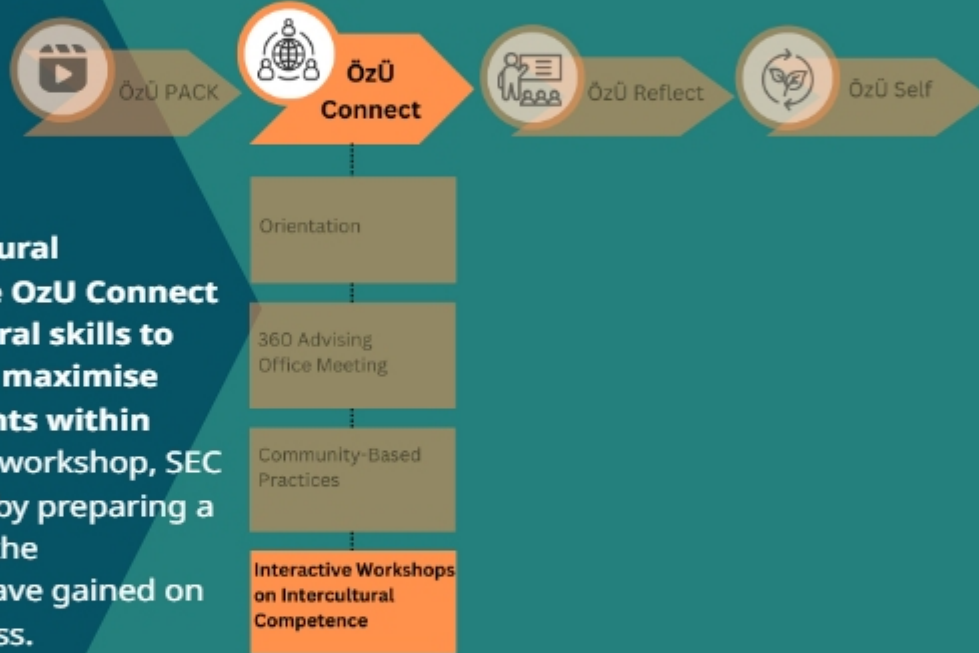 ÖzÜ PACK
ÖzÜ
Connect
ÖzÜ Reflect
ÖzÜ Self
Orientation
360 Advising
Office Meeting
Community-Based
Practices
Interactive Workshops
on Intercultural
Competence
ural
OzU Connect
ral skills to
maximise
nts within
workshop, SEC
by preparing a
he
ave gained on
ss.